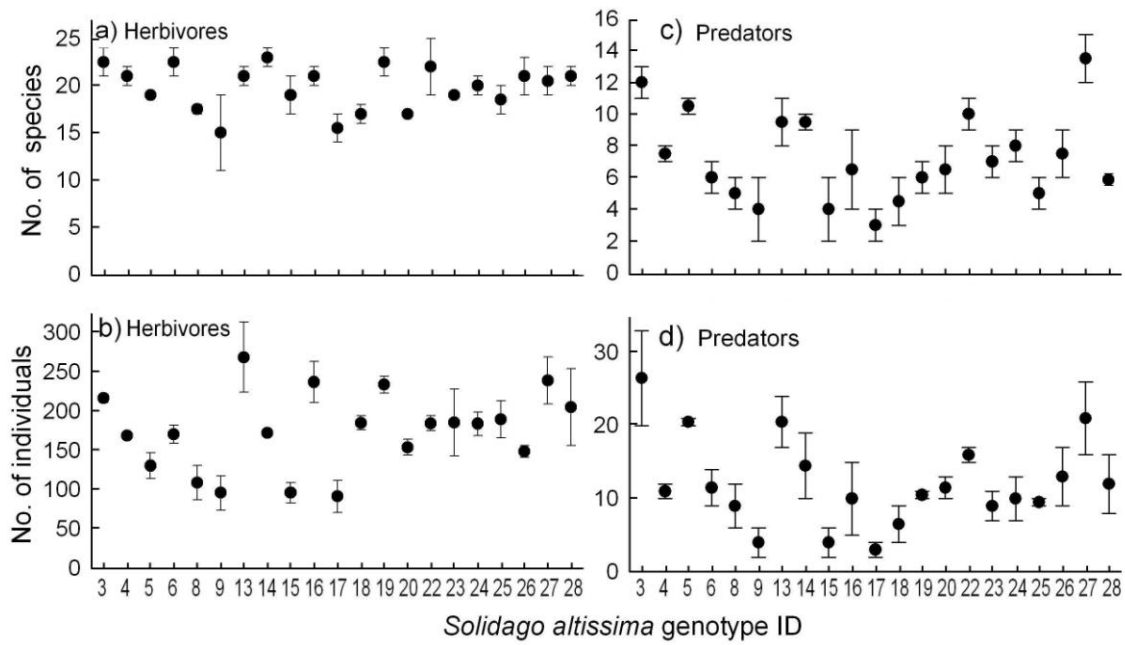 a) Herbivores
No. of species
25
20
15
10
5
0
c) Predators
16
14
12
10
8
6
4
2
0
b) Herbivores
No. of individuals
300
250
200
150
100
50
0
3 4 5 6 8 9 13 14 15 16 17 18 19 20 22 23 24 25 26 27 28
d) Predators
30
20
10
0
3 4 5 6 8 9 13 14 15 16 17 18 19 20 22 23 24 25 26 27 28
Solidago altissima genotype ID